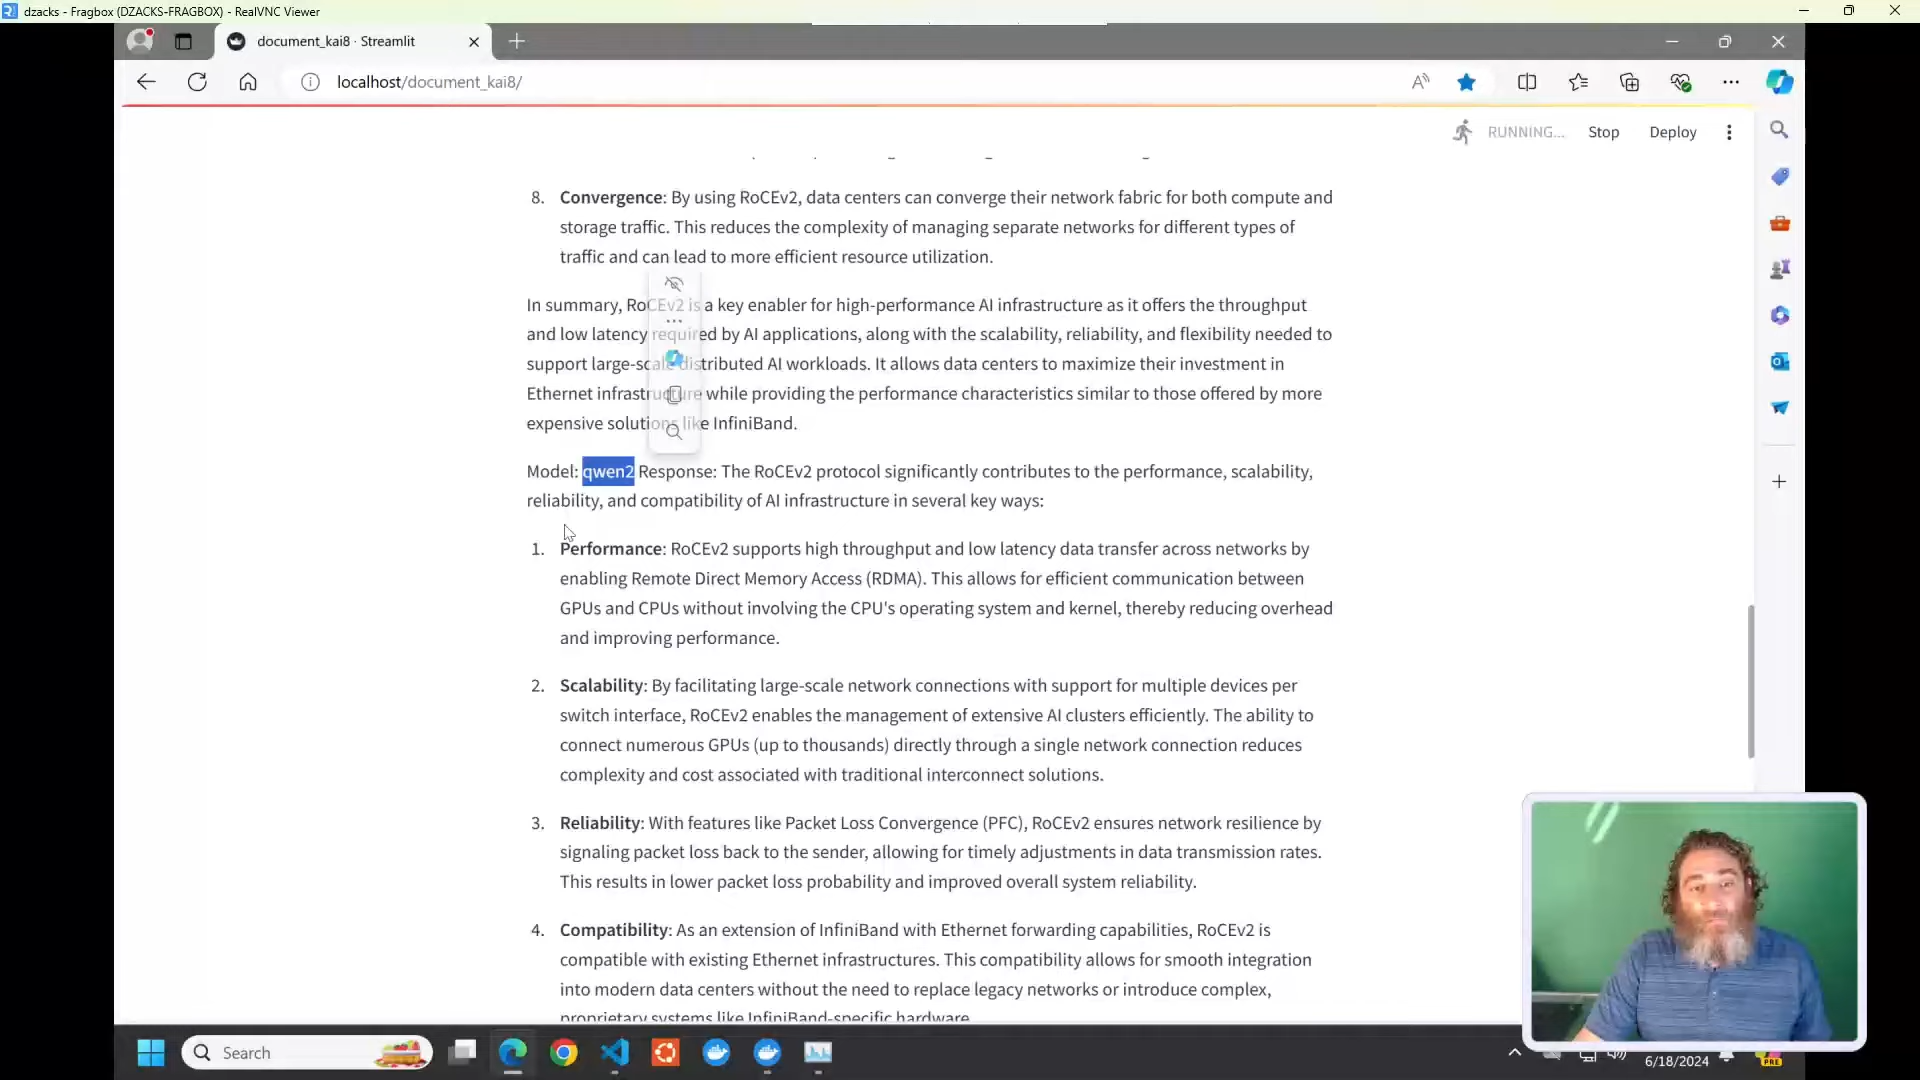 dzacks - Fragbox (DZACKS-FRAGBOX) - RealVNC Viewer
document_kai8 · Streamlit
localhost/document_kai8/
RUNNING...
Stop
Deploy
8. Convergence: By using RoCEv2, data centers can converge their network fabric for both compute and
storage traffic. This reduces the complexity of managing separate networks for different types of
traffic and can lead to more efficient resource utilization.
In summary, RoCEv2 is a key enabler for high-performance AI infrastructure as it offers the throughput
and low latency required by AI applications, along with the scalability, reliability, and flexibility needed to
support large-scale distributed AI workloads. It allows data centers to maximize their investment in
Ethernet infrastructure while providing the performance characteristics similar to those offered by more
expensive solutions like InfiniBand.
Model: qwen2 Response: The RoCEv2 protocol significantly contributes to the performance, scalability,
reliability, and compatibility of AI infrastructure in several key ways:
1. Performance: RoCEv2 supports high throughput and low latency data transfer across networks by
enabling Remote Direct Memory Access (RDMA). This allows for efficient communication between
GPUs and CPUs without involving the CPU's operating system and kernel, thereby reducing overhead
and improving performance.
2. Scalability: By facilitating large-scale network connections with support for multiple devices per
switch interface, RoCEv2 enables the management of extensive AI clusters efficiently. The ability to
connect numerous GPUs (up to thousands) directly through a single network connection reduces
complexity and cost associated with traditional interconnect solutions.
3. Reliability: With features like Packet Loss Convergence (PFC), RoCEv2 ensures network resilience by
signaling packet loss back to the sender, allowing for timely adjustments in data transmission rates.
This results in lower packet loss probability and improved overall system reliability.
4. Compatibility: As an extension of InfiniBand with Ethernet forwarding capabilities, RoCEv2 is
compatible with existing Ethernet infrastructures. This compatibility allows for smooth integration
into modern data centers without the need to replace legacy networks or introduce complex,
proprietary systems like InfiniBand-specific hardware.
Search
6/18/2024
PRE